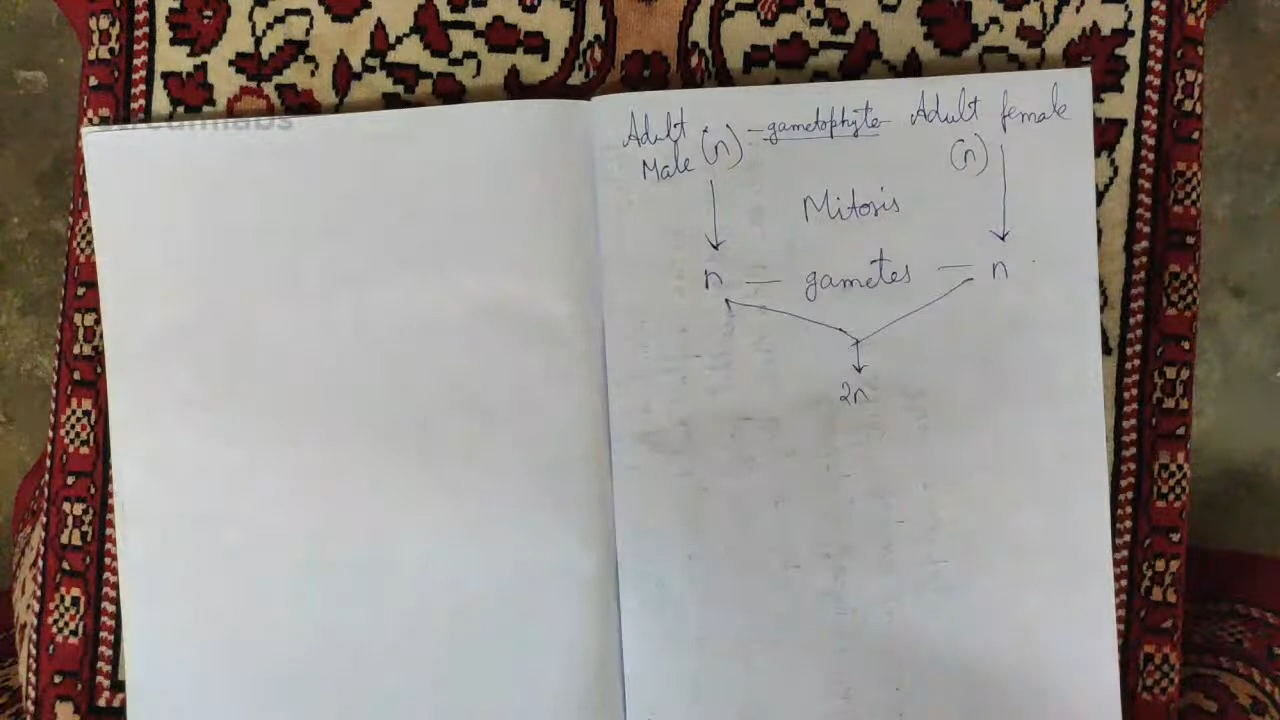 Adult Male (n) — gametophyte — Adult female (n)
Mitosis
n — gametes — n
2n